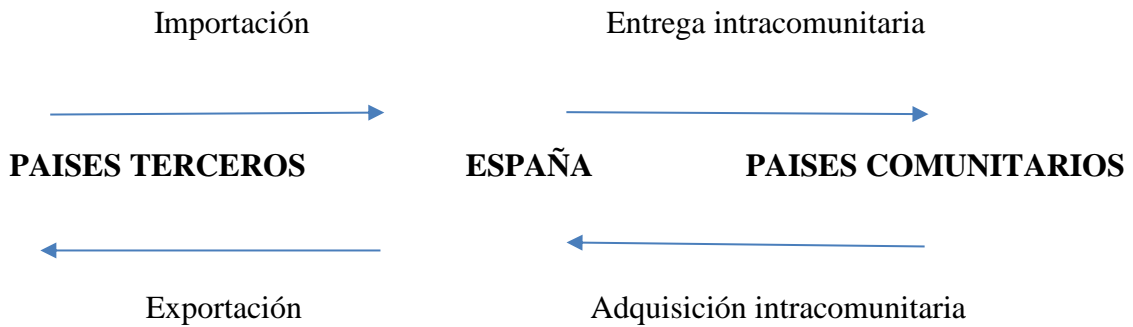 Importación Entrega intracomunitaria
PAISES TERCEROS ESPAÑA PAISES COMUNITARIOS
Exportación Adquisición intracomunitaria